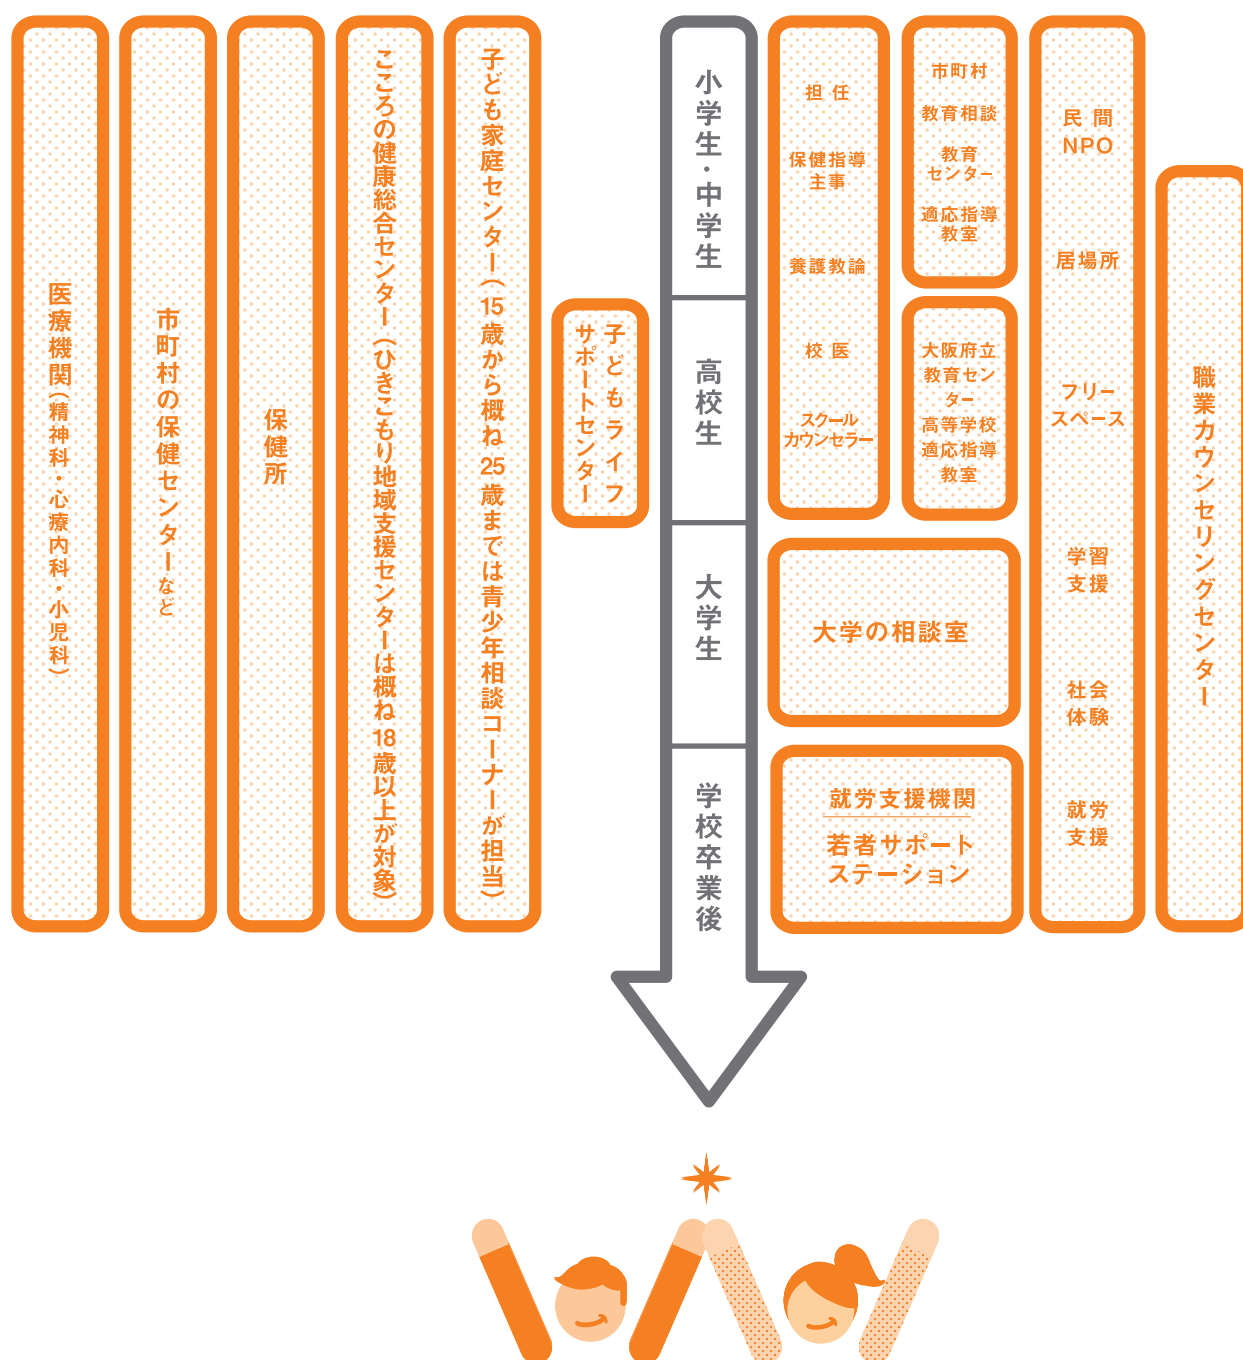 医療機関（精神科・心療内科・小児科）
市町村の保健センターなど
保健所
こころの健康総合センター（ひきこもり地域支援センターは概ね18歳以上が対象）
子ども家庭センター（15歳から概ね25歳までは青少年相談コーナーが担当）
子どもライフ
サポートセンター
小学生・中学生
高校生
大学生
学校卒業後
担任
保健指導
主事
養護教諭
校医
スクール
カウンセラー
市町村
教育相談
教育
センター
適応指導
教室
大阪府立
教育セン
ター
高等学校
適応指導
教室
大学の相談室
就労支援機関
若者サポート
ステーション
民間
NPO
居場所
フリー
スペース
学習
支援
社会
体験
就労
支援
職業カウンセリングセンター